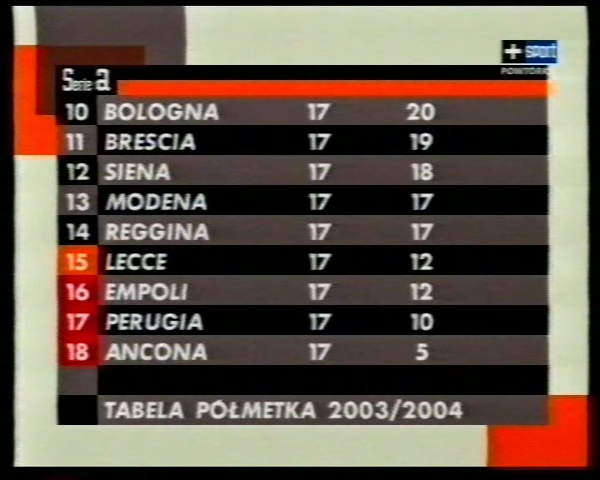 + sport
POWTÓRKA
Serie a
10 BOLOGNA 17 20
11 BRESCIA 17 19
12 SIENA 17 18
13 MODENA 17 17
14 REGGINA 17 17
15 LECCE 17 12
16 EMPOLI 17 12
17 PERUGIA 17 10
18 ANCONA 17 5
TABELA PÓŁMETKA 2003/2004